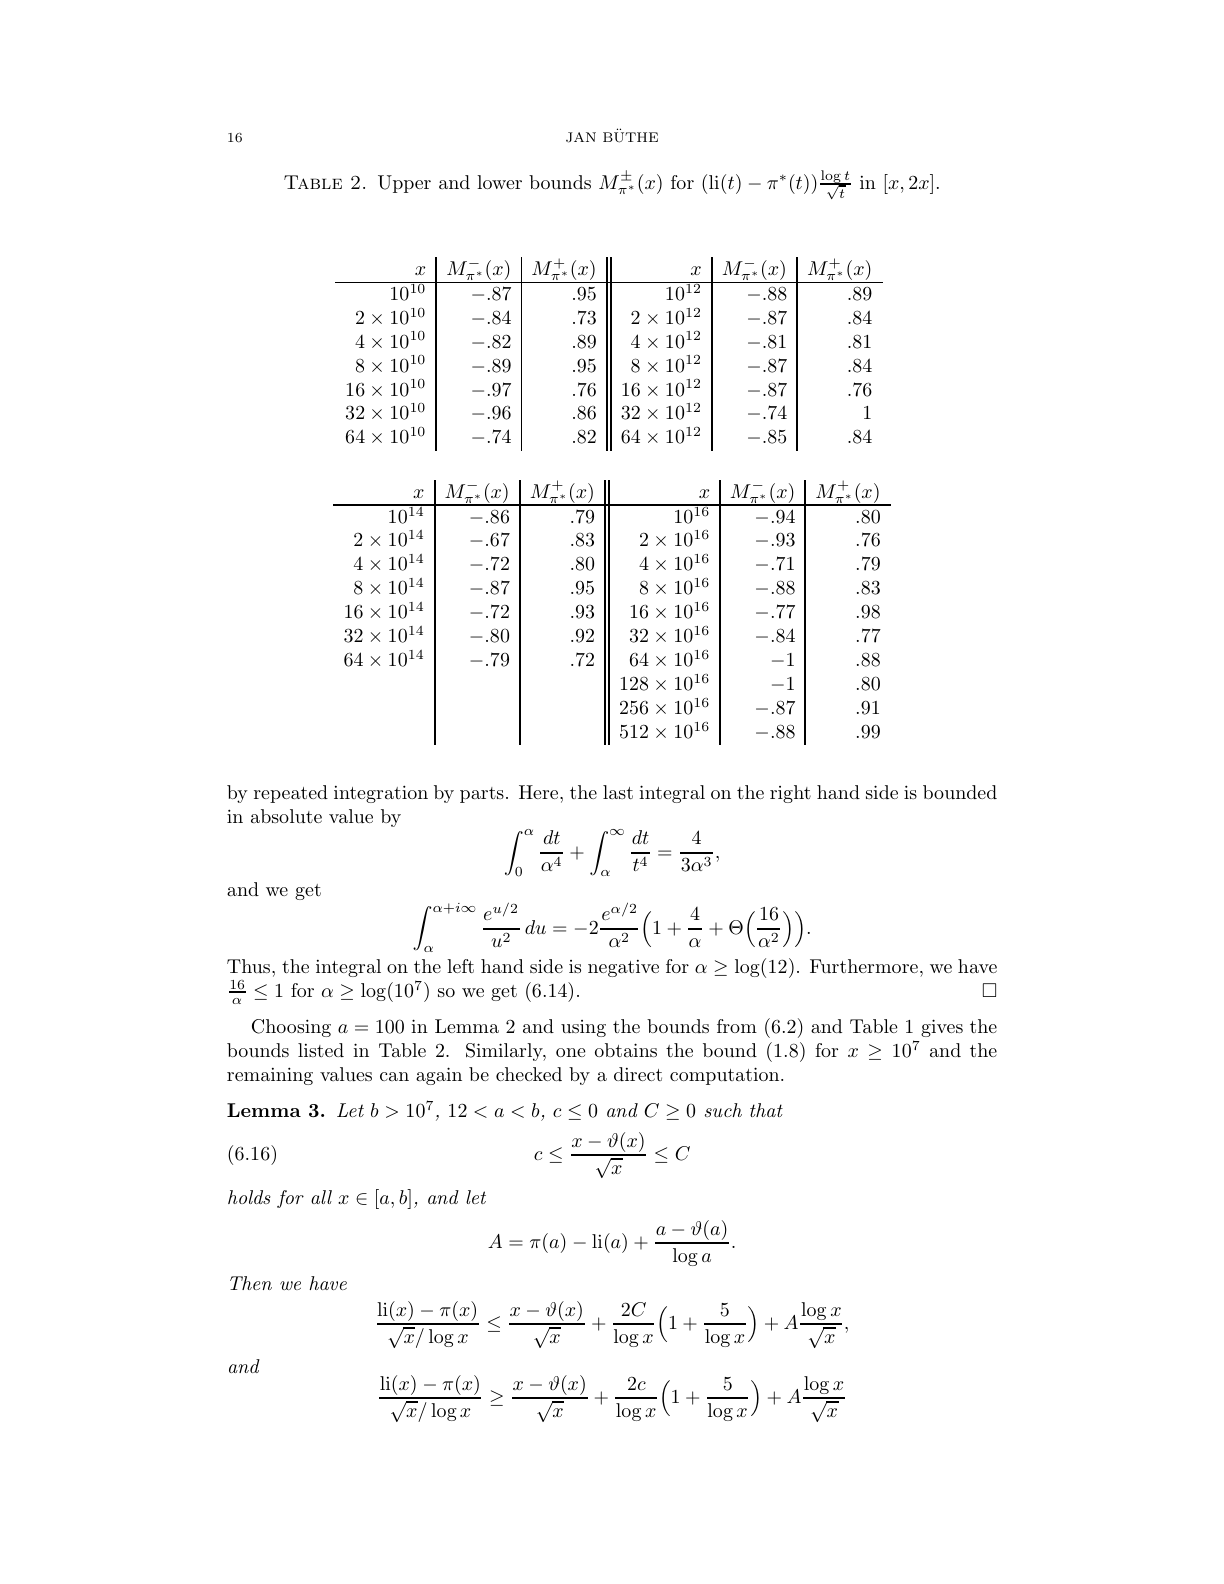 16 JAN BÜTHE
TABLE 2. Upper and lower bounds $M^{\pm}_{\pi^*}(x)$ for $(\mathrm{li}(t) - \pi^*(t))\frac{\log t}{\sqrt{t}}$ in $[x, 2x]$.
$x$ | $M^-_{\pi^*}(x)$ | $M^+_{\pi^*}(x)$ || $x$ | $M^-_{\pi^*}(x)$ | $M^+_{\pi^*}(x)$
$10^{10}$ | −.87 | .95 || $10^{12}$ | −.88 | .89
$2 \times 10^{10}$ | −.84 | .73 || $2 \times 10^{12}$ | −.87 | .84
$4 \times 10^{10}$ | −.82 | .89 || $4 \times 10^{12}$ | −.81 | .81
$8 \times 10^{10}$ | −.89 | .95 || $8 \times 10^{12}$ | −.87 | .84
$16 \times 10^{10}$ | −.97 | .76 || $16 \times 10^{12}$ | −.87 | .76
$32 \times 10^{10}$ | −.96 | .86 || $32 \times 10^{12}$ | −.74 | 1
$64 \times 10^{10}$ | −.74 | .82 || $64 \times 10^{12}$ | −.85 | .84
$x$ | $M^-_{\pi^*}(x)$ | $M^+_{\pi^*}(x)$ || $x$ | $M^-_{\pi^*}(x)$ | $M^+_{\pi^*}(x)$
$10^{14}$ | −.86 | .79 || $10^{16}$ | −.94 | .80
$2 \times 10^{14}$ | −.67 | .83 || $2 \times 10^{16}$ | −.93 | .76
$4 \times 10^{14}$ | −.72 | .80 || $4 \times 10^{16}$ | −.71 | .79
$8 \times 10^{14}$ | −.87 | .95 || $8 \times 10^{16}$ | −.88 | .83
$16 \times 10^{14}$ | −.72 | .93 || $16 \times 10^{16}$ | −.77 | .98
$32 \times 10^{14}$ | −.80 | .92 || $32 \times 10^{16}$ | −.84 | .77
$64 \times 10^{14}$ | −.79 | .72 || $64 \times 10^{16}$ | −1 | .88
$128 \times 10^{16}$ | −1 | .80
$256 \times 10^{16}$ | −.87 | .91
$512 \times 10^{16}$ | −.88 | .99
by repeated integration by parts. Here, the last integral on the right hand side is bounded
in absolute value by
$\int_0^{\alpha} \frac{dt}{\alpha^4} + \int_{\alpha}^{\infty} \frac{dt}{t^4} = \frac{4}{3\alpha^3},$
and we get
$\int_{\alpha}^{\alpha+i\infty} \frac{e^{u/2}}{u^2}\, du = -2\frac{e^{\alpha/2}}{\alpha^2}\Big(1 + \frac{4}{\alpha} + \Theta\Big(\frac{16}{\alpha^2}\Big)\Big).$
Thus, the integral on the left hand side is negative for $\alpha \geq \log(12)$. Furthermore, we have
$\frac{16}{\alpha} \leq 1$ for $\alpha \geq \log(10^7)$ so we get (6.14). □
Choosing $a = 100$ in Lemma 2 and using the bounds from (6.2) and Table 1 gives the
bounds listed in Table 2. Similarly, one obtains the bound (1.8) for $x \geq 10^7$ and the
remaining values can again be checked by a direct computation.
Lemma 3. Let $b > 10^7$, $12 < a < b$, $c \leq 0$ and $C \geq 0$ such that
(6.16) $c \leq \frac{x - \vartheta(x)}{\sqrt{x}} \leq C$
holds for all $x \in [a, b]$, and let
$A = \pi(a) - \mathrm{li}(a) + \frac{a - \vartheta(a)}{\log a}.$
Then we have
$\frac{\mathrm{li}(x) - \pi(x)}{\sqrt{x}/\log x} \leq \frac{x - \vartheta(x)}{\sqrt{x}} + \frac{2C}{\log x}\Big(1 + \frac{5}{\log x}\Big) + A\frac{\log x}{\sqrt{x}},$
and
$\frac{\mathrm{li}(x) - \pi(x)}{\sqrt{x}/\log x} \geq \frac{x - \vartheta(x)}{\sqrt{x}} + \frac{2c}{\log x}\Big(1 + \frac{5}{\log x}\Big) + A\frac{\log x}{\sqrt{x}}$